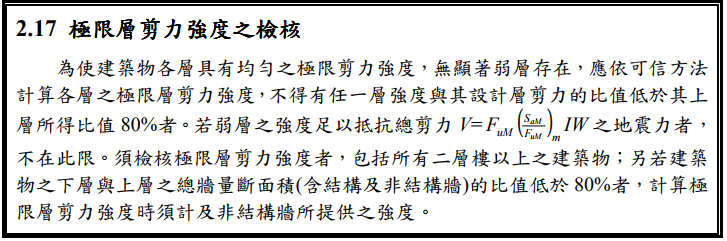 2.17 極限層剪力強度之檢核
為使建築物各層具有均勻之極限剪力強度，無顯著弱層存在，應依可信方法
計算各層之極限層剪力強度，不得有任一層強度與其設計層剪力的比值低於其上
層所得比值 80%者。若弱層之強度足以抵抗總剪力 V=F_{uM}(S_{aM}/F_{uM})_m IW 之地震力者，
不在此限。須檢核極限層剪力強度者，包括所有二層樓以上之建築物；另若建築
物之下層與上層之總牆量斷面積(含結構及非結構牆)的比值低於 80%者，計算極
限層剪力強度時須計及非結構牆所提供之強度。